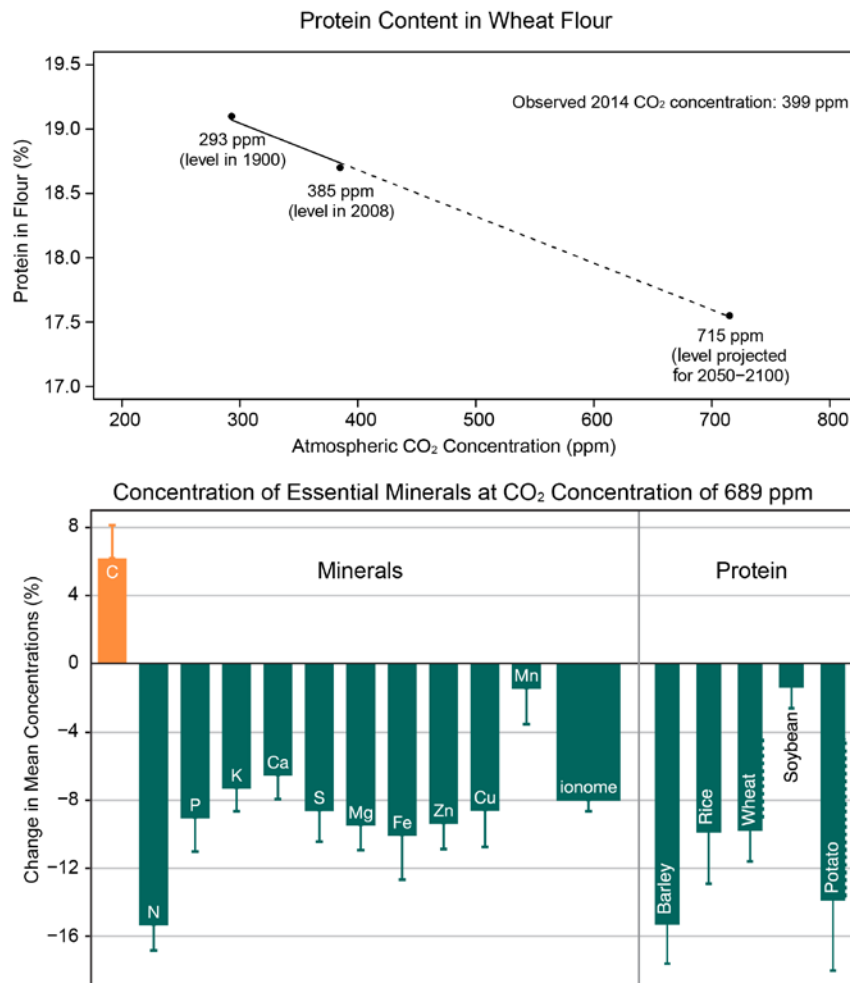 Protein Content in Wheat Flour
19.5
19.0
18.5
18.0
17.5
17.0
Protein in Flour (%)
Observed 2014 CO₂ concentration: 399 ppm
293 ppm
(level in 1900)
385 ppm
(level in 2008)
715 ppm
(level projected
for 2050−2100)
200 300 400 500 600 700 800
Atmospheric CO₂ Concentration (ppm)
Concentration of Essential Minerals at CO₂ Concentration of 689 ppm
8
4
0
−4
−8
−12
−16
Change in Mean Concentrations (%)
Minerals
Protein
C
N
P
K
Ca
S
Mg
Fe
Zn
Cu
Mn
ionome
Barley
Rice
Wheat
Soybean
Potato